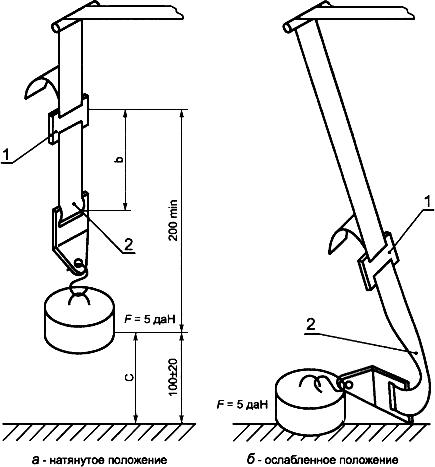 1
2
b
200 min
F = 5 даН
C
100±20
а - натянутое положение
1
2
F = 5 даН
б - ослабленное положение